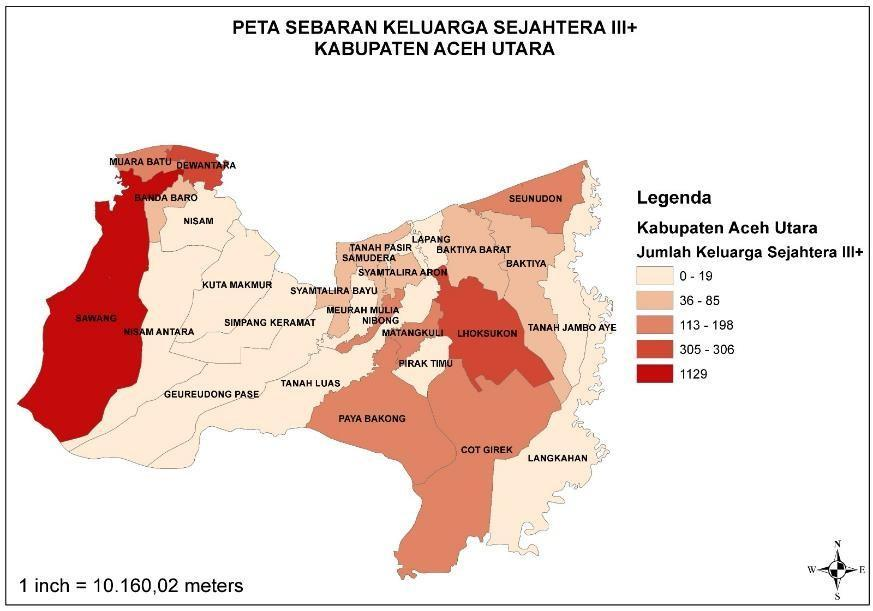 PETA SEBARAN KELUARGA SEJAHTERA III+
KABUPATEN ACEH UTARA
MUARA BATU
DEWANTARA
BANDA BARO
NISAM
SEUNUDON
LAPANG
TANAH PASIR
BAKTIYA BARAT
SAMUDERA
BAKTIYA
SYAMTALIRA ARON
KUTA MAKMUR
SYAMTALIRA BAYU
MEURAH MULIA
NIBONG
SAWANG
NISAM ANTARA
SIMPANG KERAMAT
MATANGKULI
LHOKSUKON
TANAH JAMBO AYE
PIRAK TIMU
TANAH LUAS
GEUREUDONG PASE
PAYA BAKONG
COT GIREK
LANGKAHAN
Legenda
Kabupaten Aceh Utara
Jumlah Keluarga Sejahtera III+
0 - 19
36 - 85
113 - 198
305 - 306
1129
N
W E
S
1 inch = 10.160,02 meters